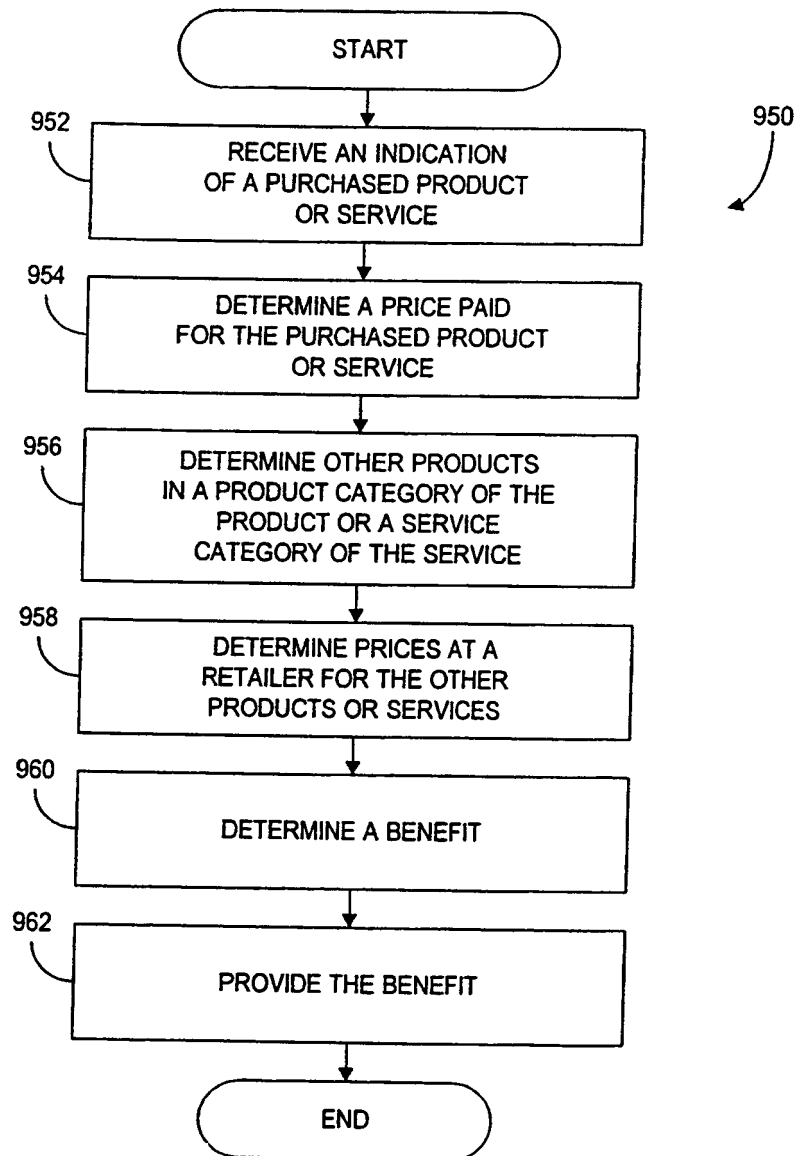 START
952
950
RECEIVE AN INDICATION
OF A PURCHASED PRODUCT
OR SERVICE
954
DETERMINE A PRICE PAID
FOR THE PURCHASED PRODUCT
OR SERVICE
956
DETERMINE OTHER PRODUCTS
IN A PRODUCT CATEGORY OF THE
PRODUCT OR A SERVICE
CATEGORY OF THE SERVICE
958
DETERMINE PRICES AT A
RETAILER FOR THE OTHER
PRODUCTS OR SERVICES
960
DETERMINE A BENEFIT
962
PROVIDE THE BENEFIT
END